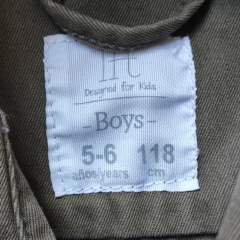 Designed for Kids
- Boys -
5-6 118
años/years cm